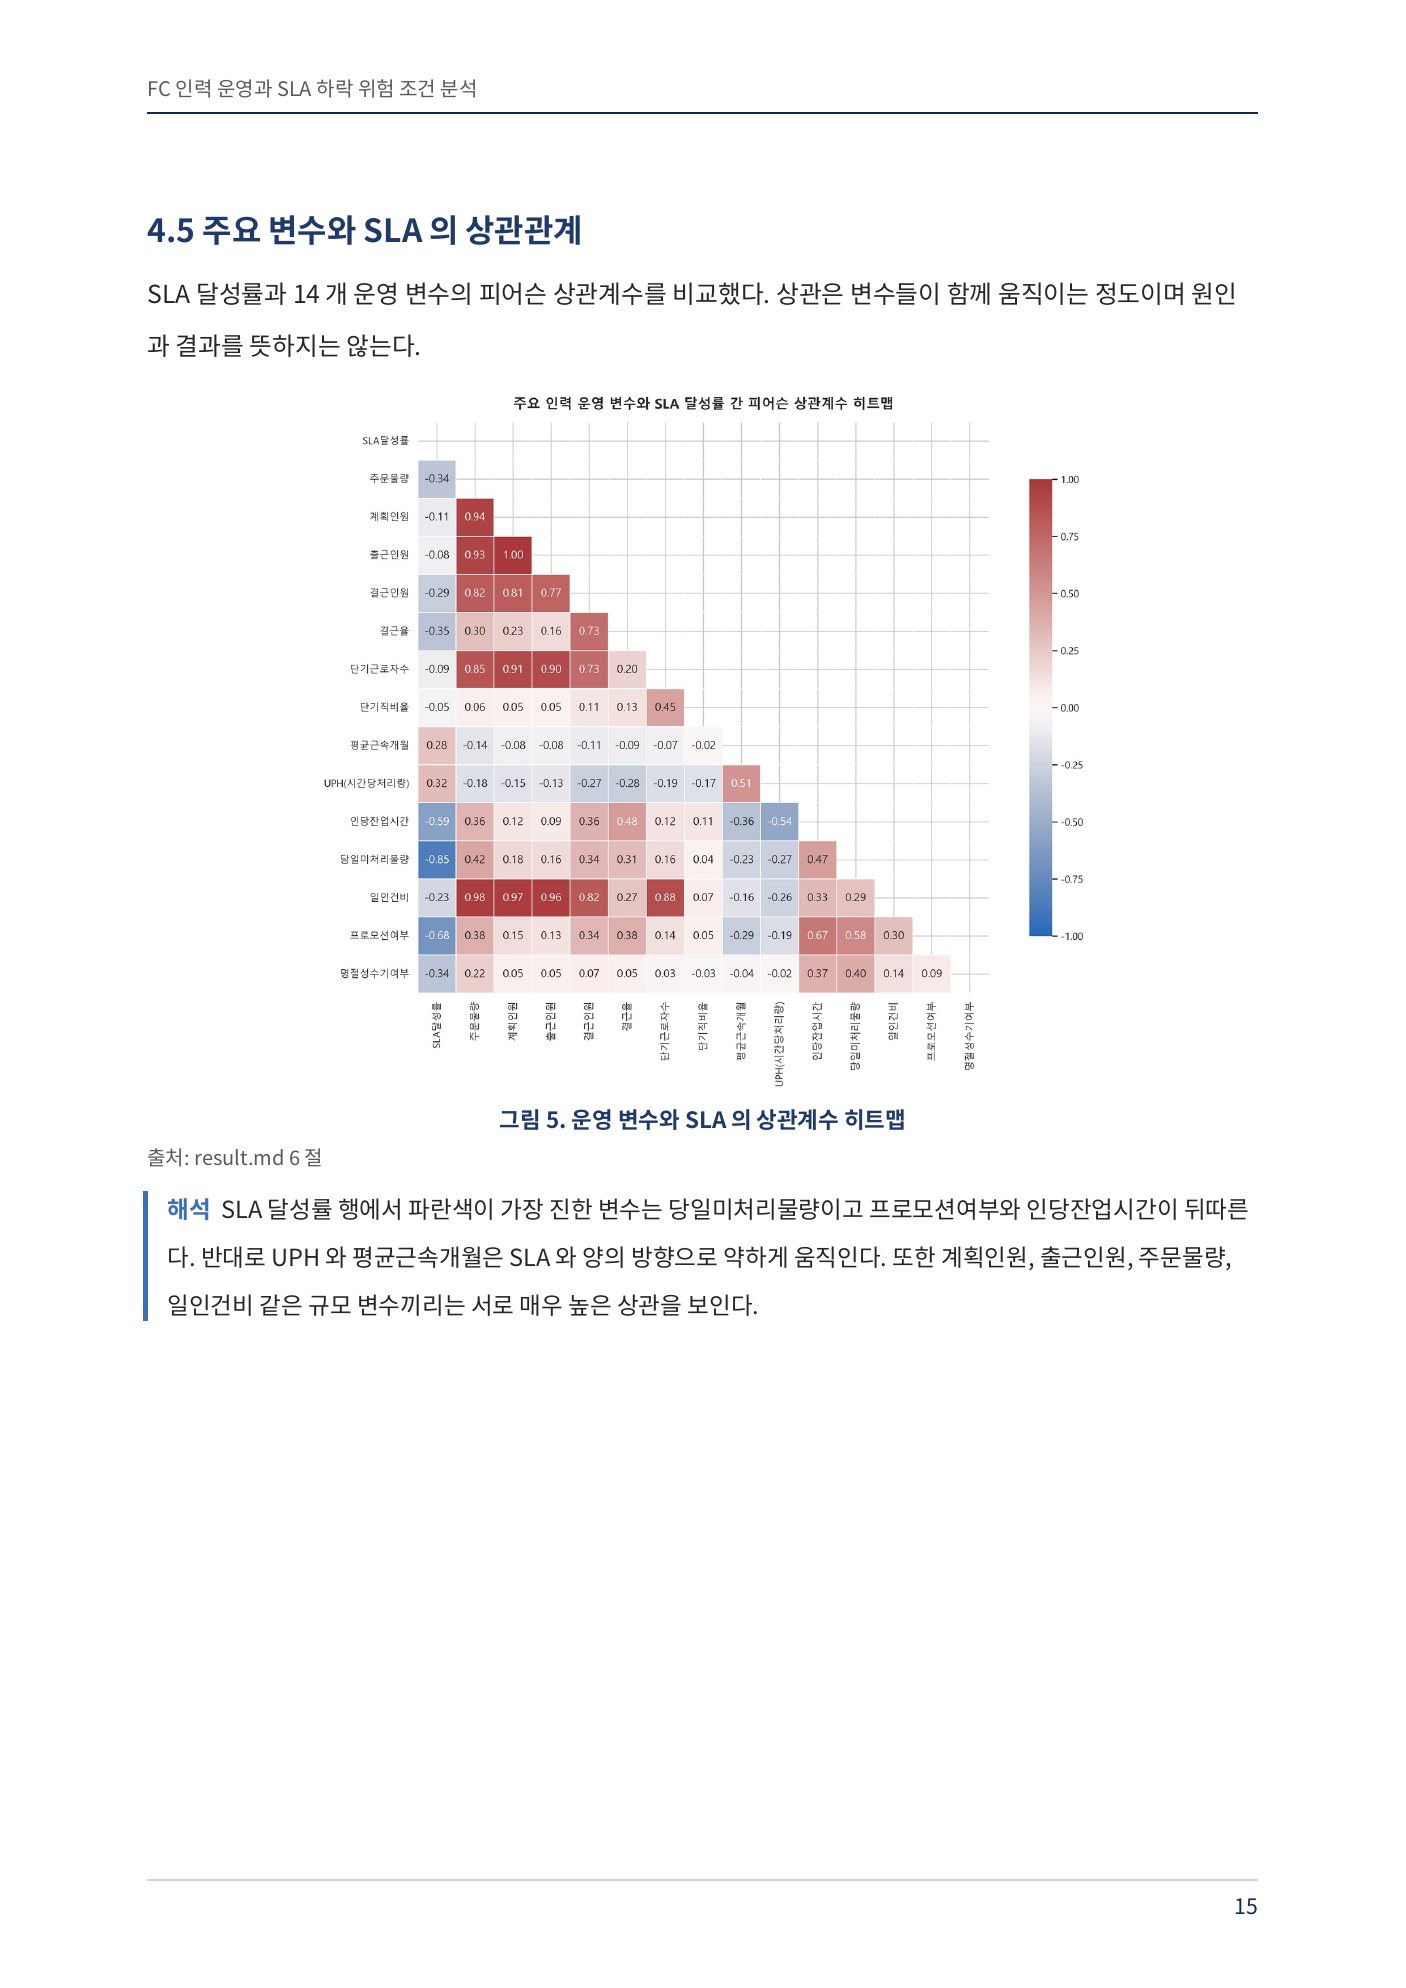 FC 인력 운영과 SLA 하락 위험 조건 분석
4.5 주요 변수와 SLA 의 상관관계
SLA 달성률과 14 개 운영 변수의 피어슨 상관계수를 비교했다. 상관은 변수들이 함께 움직이는 정도이며 원인
과 결과를 뜻하지는 않는다.
주요 인력 운영 변수와 SLA 달성률 간 피어슨 상관계수 히트맵
SLA달성률
주문물량 -0.34
계획인원 -0.11 0.94
출근인원 -0.08 0.93 1.00
결근인원 -0.29 0.82 0.81 0.77
결근율 -0.35 0.30 0.23 0.16 0.73
단기근로자수 -0.09 0.85 0.91 0.90 0.73 0.20
단기직비율 -0.05 0.06 0.05 0.05 0.11 0.13 0.45
평균근속개월 0.28 -0.14 -0.08 -0.08 -0.11 -0.09 -0.07 -0.02
UPH(시간당처리량) 0.32 -0.18 -0.15 -0.13 -0.27 -0.28 -0.19 -0.17 0.51
인당잔업시간 -0.59 0.36 0.12 0.09 0.36 0.48 0.12 0.11 -0.36 -0.54
당일미처리물량 -0.85 0.42 0.18 0.16 0.34 0.31 0.16 0.04 -0.23 -0.27 0.47
일인건비 -0.23 0.98 0.97 0.96 0.82 0.27 0.88 0.07 -0.16 -0.26 0.33 0.29
프로모션여부 -0.68 0.38 0.15 0.13 0.34 0.38 0.14 0.05 -0.29 -0.19 0.67 0.58 0.30
명절성수기여부 -0.34 0.22 0.05 0.05 0.07 0.05 0.03 -0.03 -0.04 -0.02 0.37 0.40 0.14 0.09
SLA달성률 주문물량 계획인원 출근인원 결근인원 결근율 단기근로자수 단기직비율 평균근속개월 UPH(시간당처리량) 인당잔업시간 당일미처리물량 일인건비 프로모션여부 명절성수기여부
1.00
0.75
0.50
0.25
0.00
-0.25
-0.50
-0.75
-1.00
그림 5. 운영 변수와 SLA 의 상관계수 히트맵
출처: result.md 6 절
해석 SLA 달성률 행에서 파란색이 가장 진한 변수는 당일미처리물량이고 프로모션여부와 인당잔업시간이 뒤따른
다. 반대로 UPH 와 평균근속개월은 SLA 와 양의 방향으로 약하게 움직인다. 또한 계획인원, 출근인원, 주문물량,
일인건비 같은 규모 변수끼리는 서로 매우 높은 상관을 보인다.
15